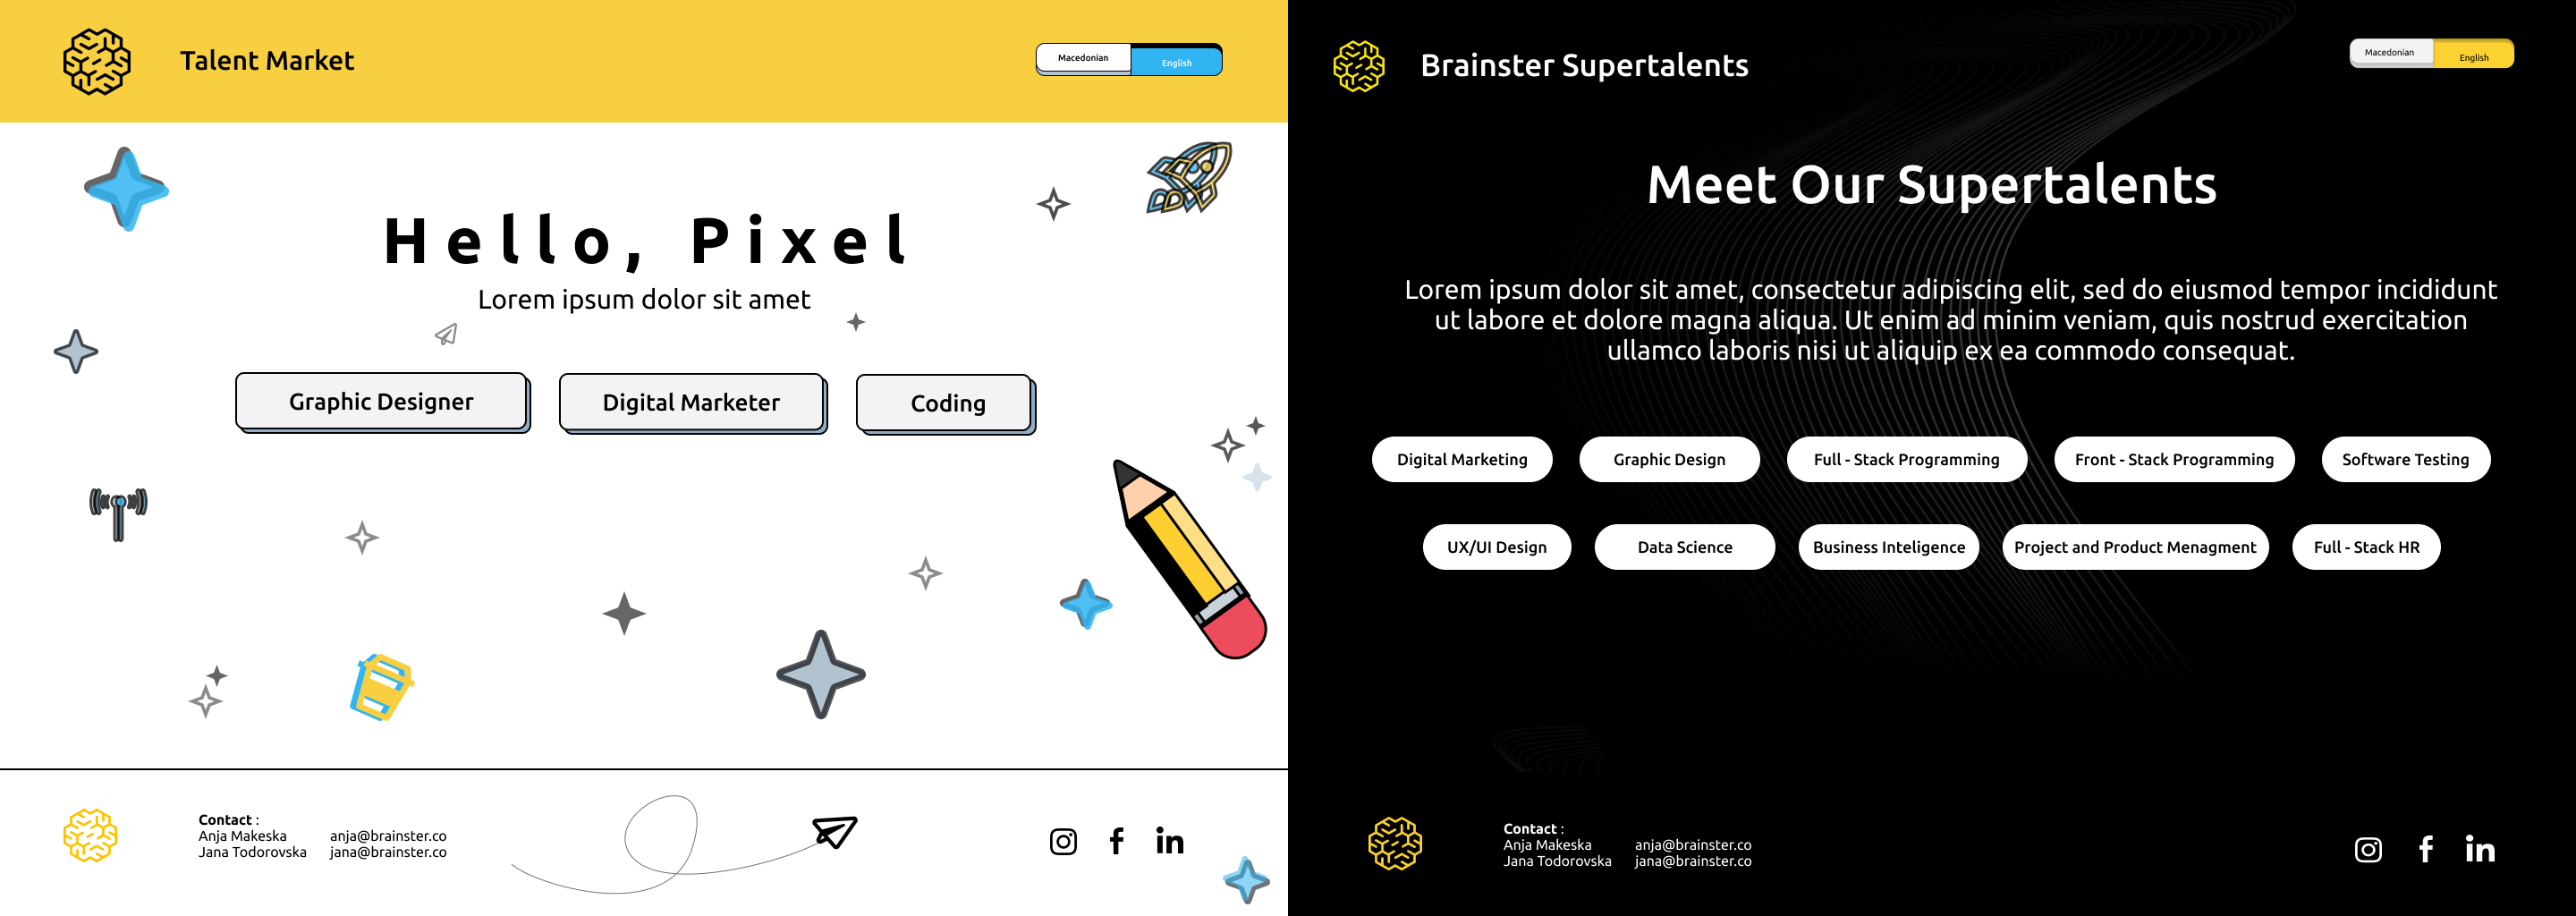 Talent Market
Macedonian
English
Hello, Pixel
Lorem ipsum dolor sit amet
Graphic Designer
Digital Marketer
Coding
Contact :
Anja Makeska anja@brainster.co
Jana Todorovska jana@brainster.co
Brainster Supertalents
Macedonian
English
Meet Our Supertalents
Lorem ipsum dolor sit amet, consectetur adipiscing elit, sed do eiusmod tempor incididunt
ut labore et dolore magna aliqua. Ut enim ad minim veniam, quis nostrud exercitation
ullamco laboris nisi ut aliquip ex ea commodo consequat.
Digital Marketing
Graphic Design
Full - Stack Programming
Front - Stack Programming
Software Testing
UX/UI Design
Data Science
Business Inteligence
Project and Product Menagment
Full - Stack HR
Contact :
Anja Makeska anja@brainster.co
Jana Todorovska jana@brainster.co